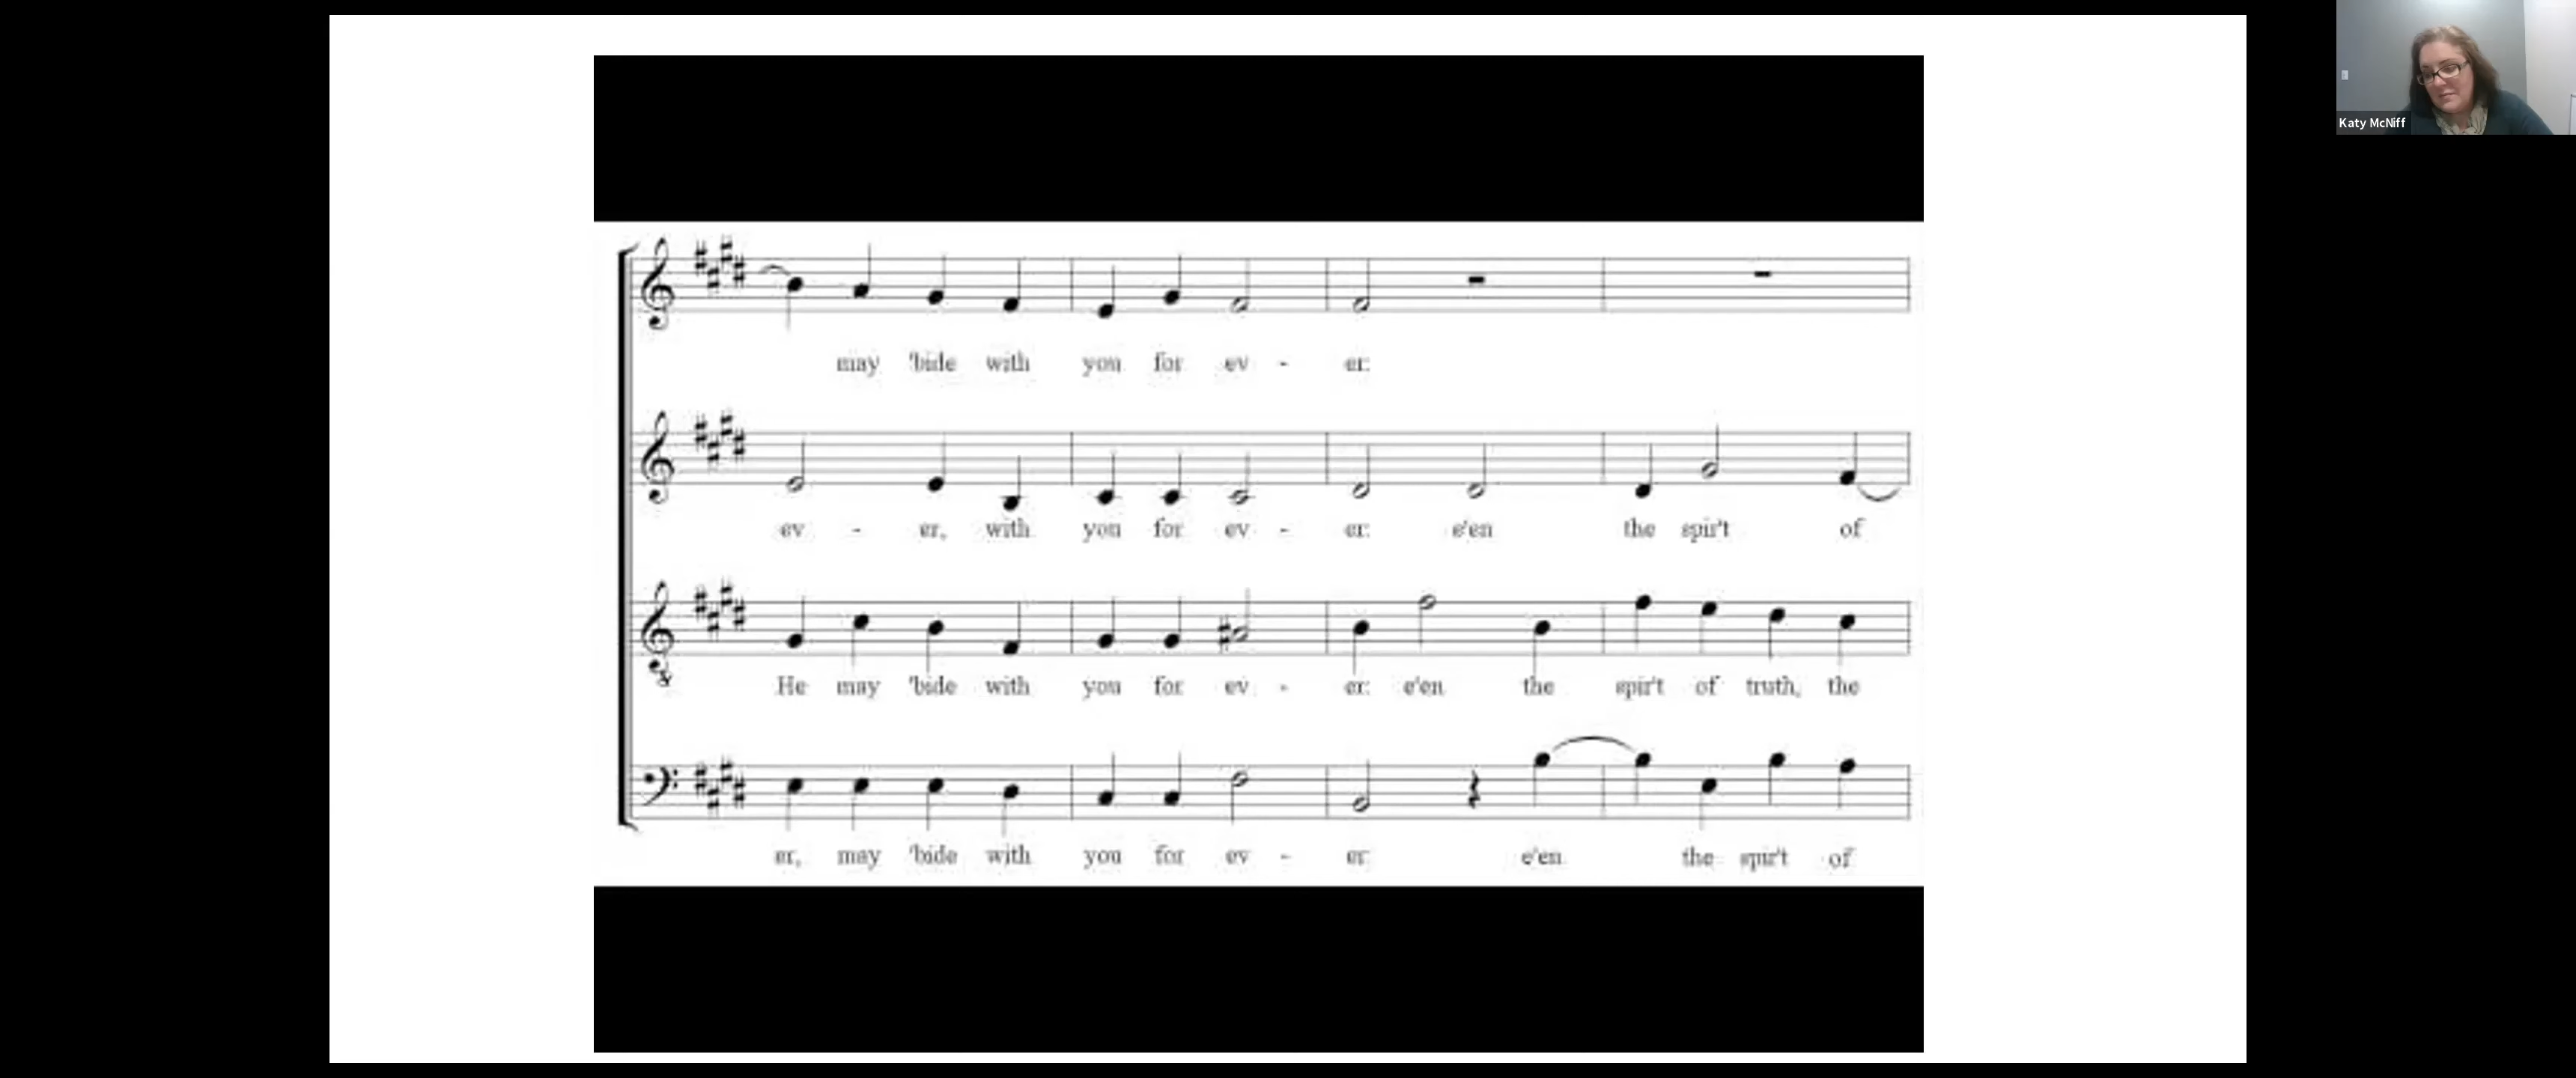 Katy McNiff
may 'bide with you for ev - er:
ev - er, with you for ev - er: e'en the spir't of
He may 'bide with you for ev - er: e'en the spir't of truth, the
er, may 'bide with you for ev - er: e'en the spir't of